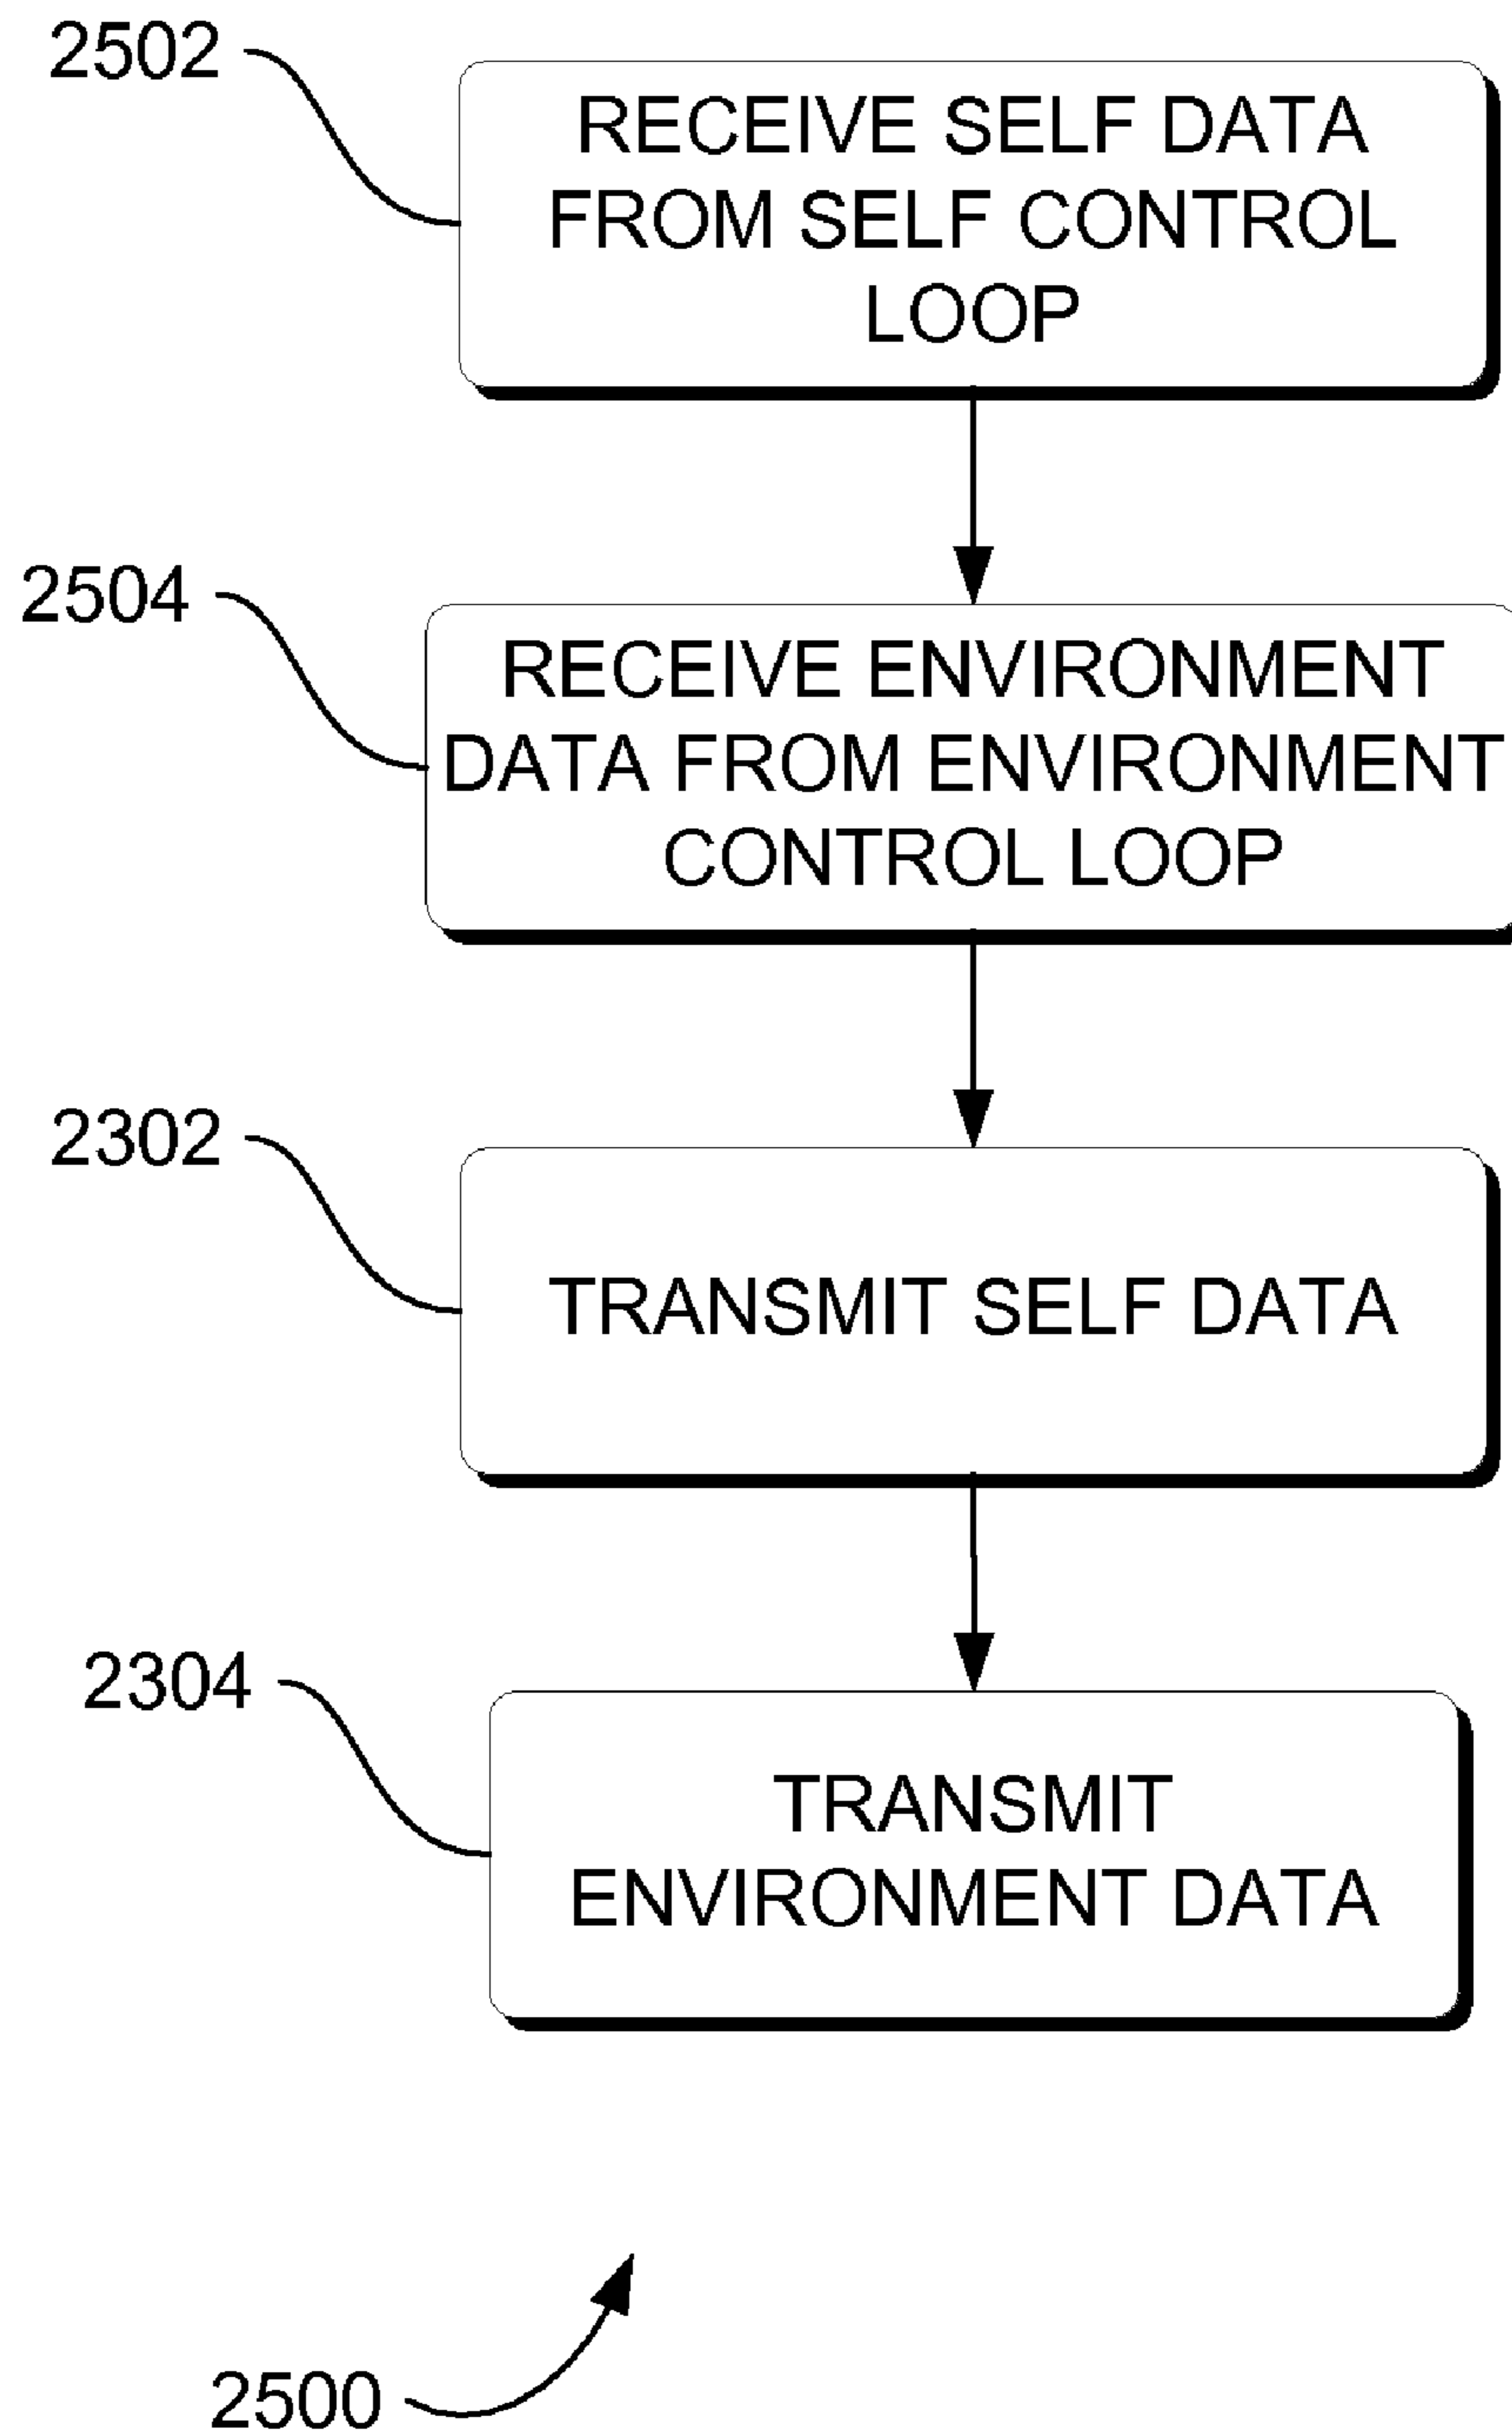 2502
RECEIVE SELF DATA
FROM SELF CONTROL
LOOP
2504
RECEIVE ENVIRONMENT
DATA FROM ENVIRONMENT
CONTROL LOOP
2302
TRANSMIT SELF DATA
2304
TRANSMIT
ENVIRONMENT DATA
2500